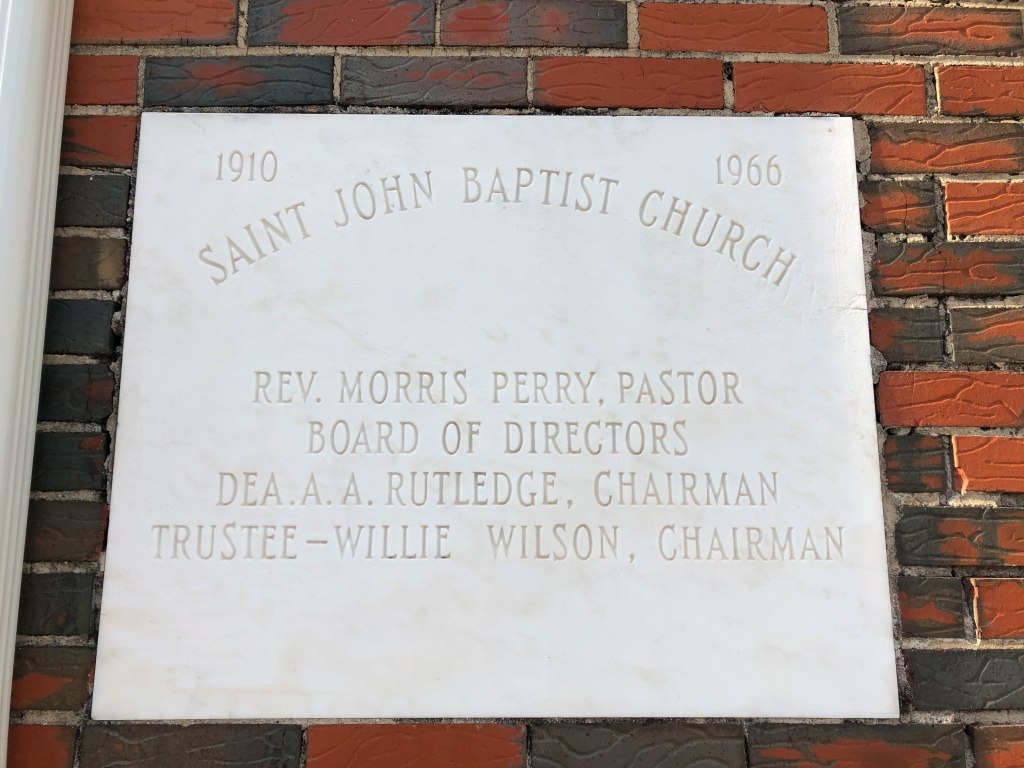 1910 1966
SAINT JOHN BAPTIST CHURCH
REV. MORRIS PERRY, PASTOR
BOARD OF DIRECTORS
DEA. A. A. RUTLEDGE, CHAIRMAN
TRUSTEE-WILLIE WILSON, CHAIRMAN